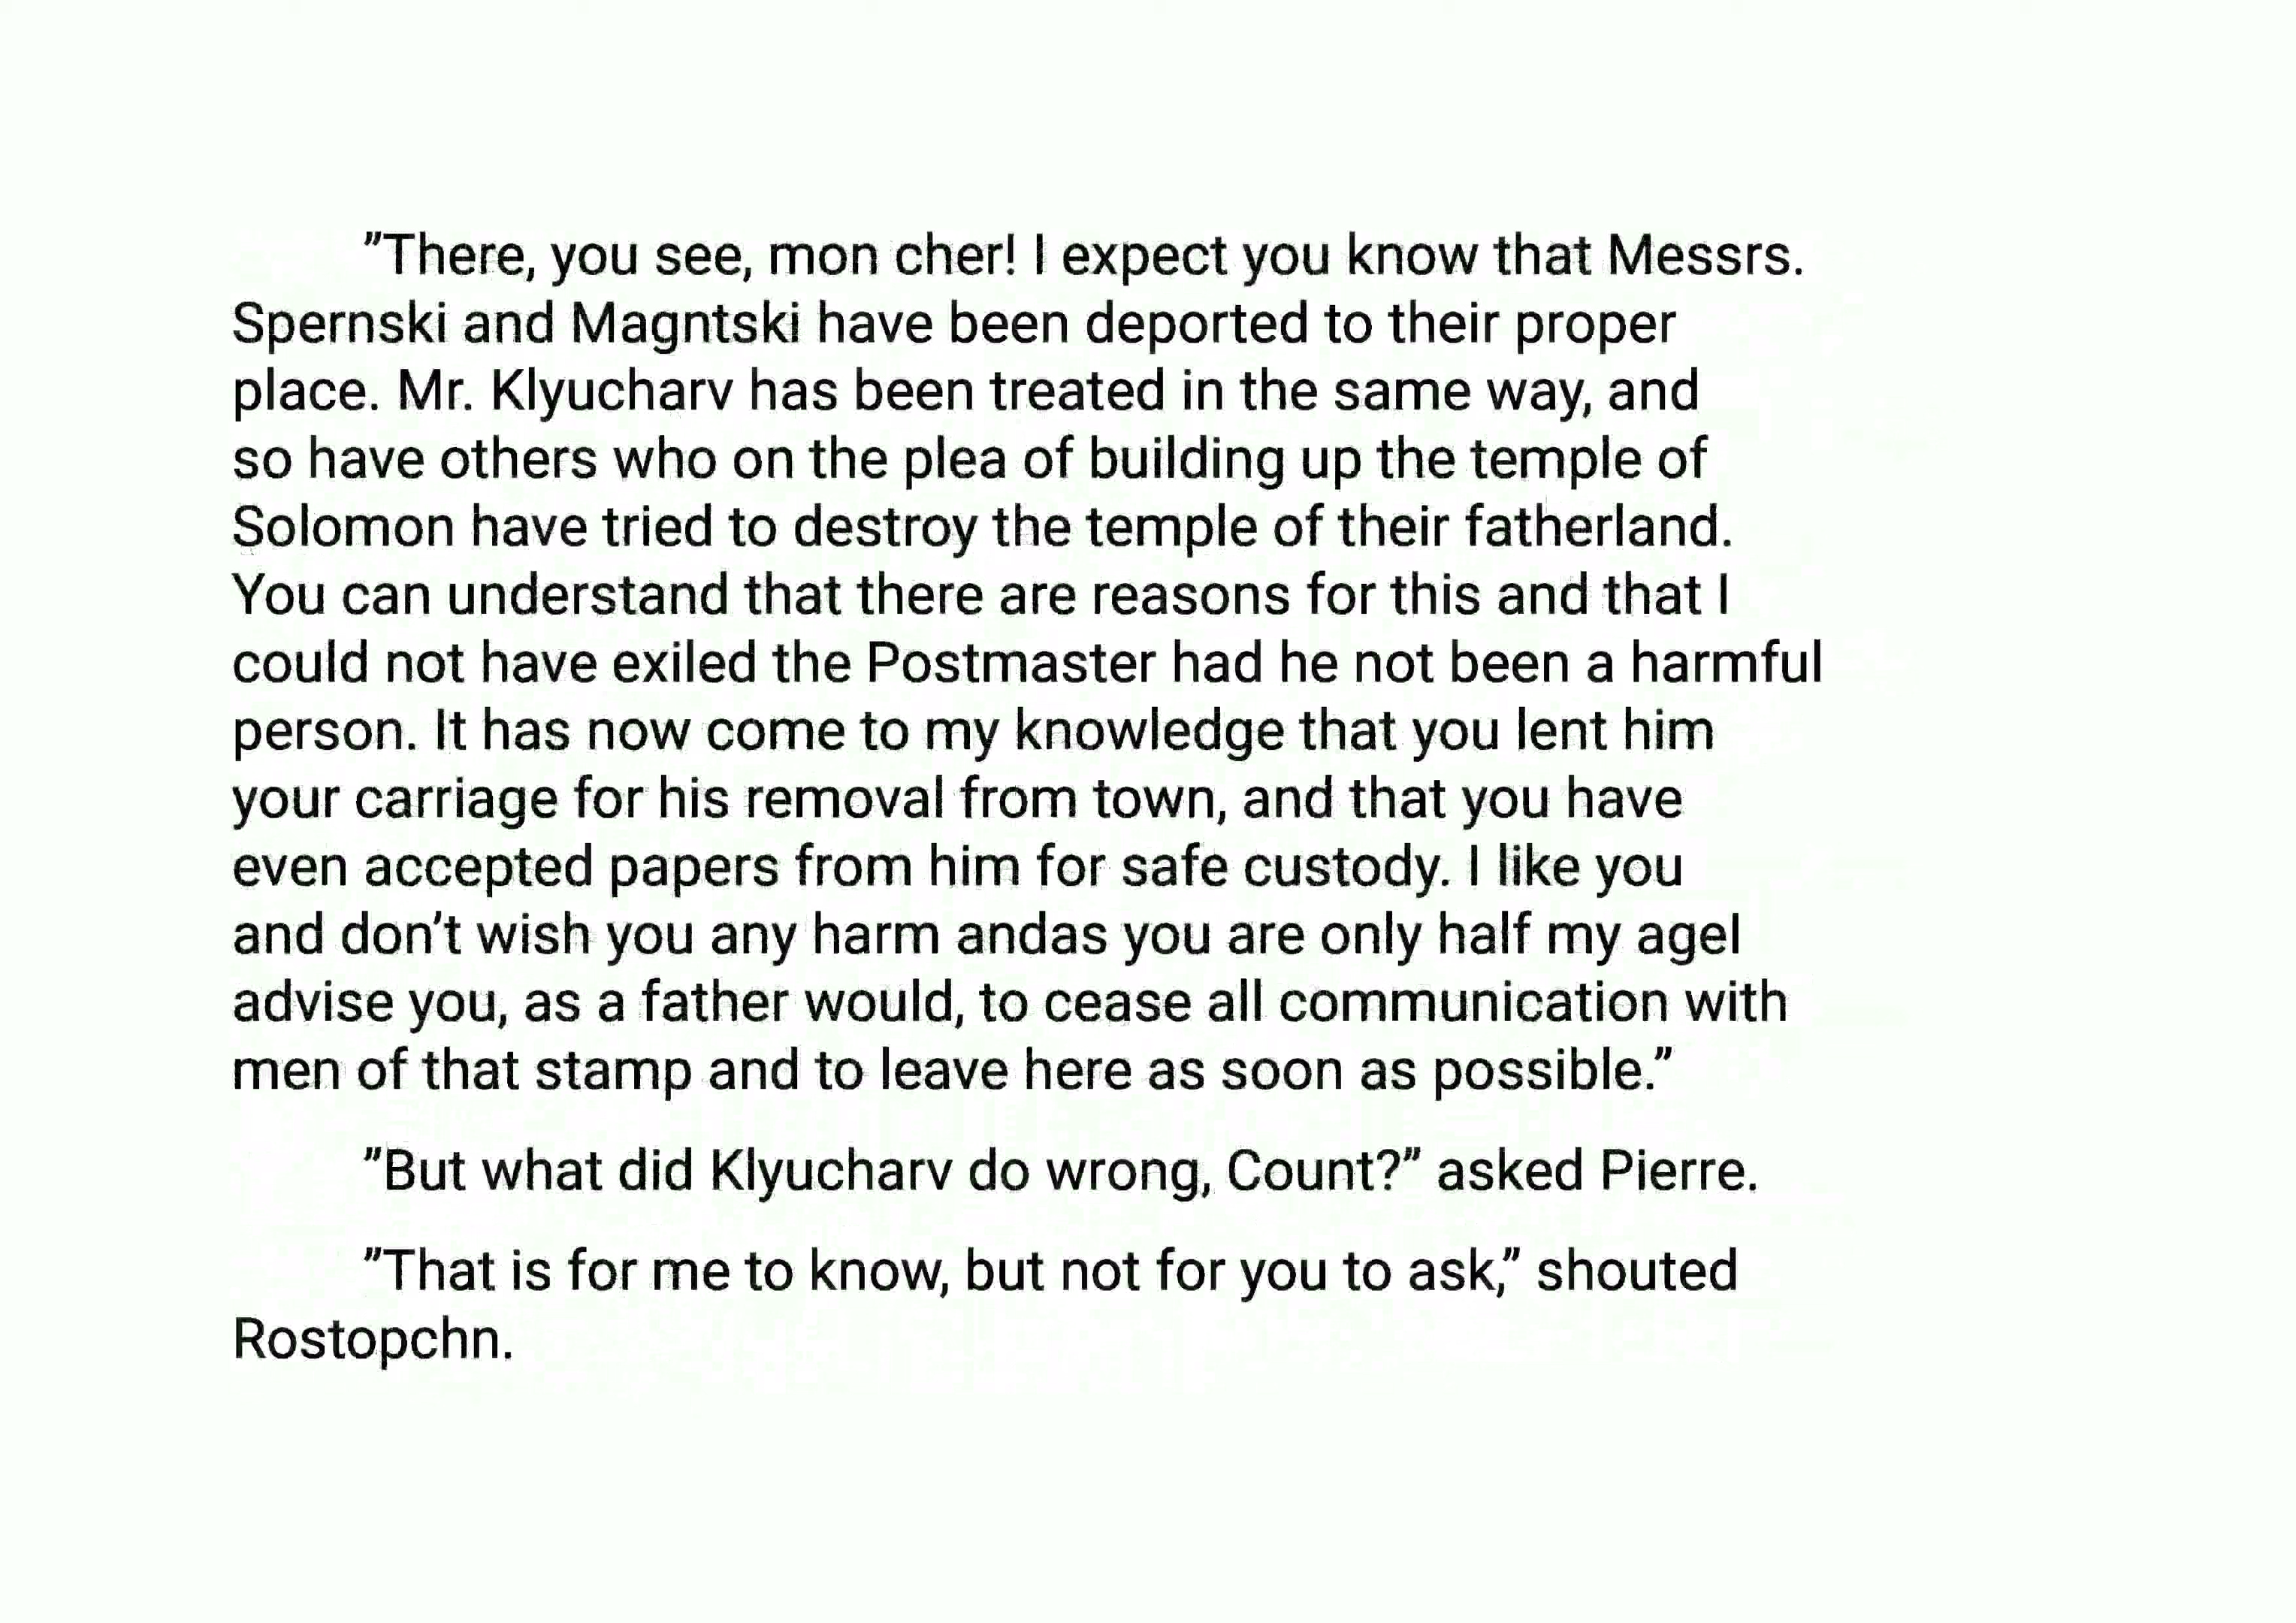 ”There, you see, mon cher! I expect you know that Messrs.
Spernski and Magntski have been deported to their proper
place. Mr. Klyucharv has been treated in the same way, and
so have others who on the plea of building up the temple of
Solomon have tried to destroy the temple of their fatherland.
You can understand that there are reasons for this and that I
could not have exiled the Postmaster had he not been a harmful
person. It has now come to my knowledge that you lent him
your carriage for his removal from town, and that you have
even accepted papers from him for safe custody. I like you
and don’t wish you any harm andas you are only half my ageI
advise you, as a father would, to cease all communication with
men of that stamp and to leave here as soon as possible.”
”But what did Klyucharv do wrong, Count?” asked Pierre.
”That is for me to know, but not for you to ask,” shouted
Rostopchn.